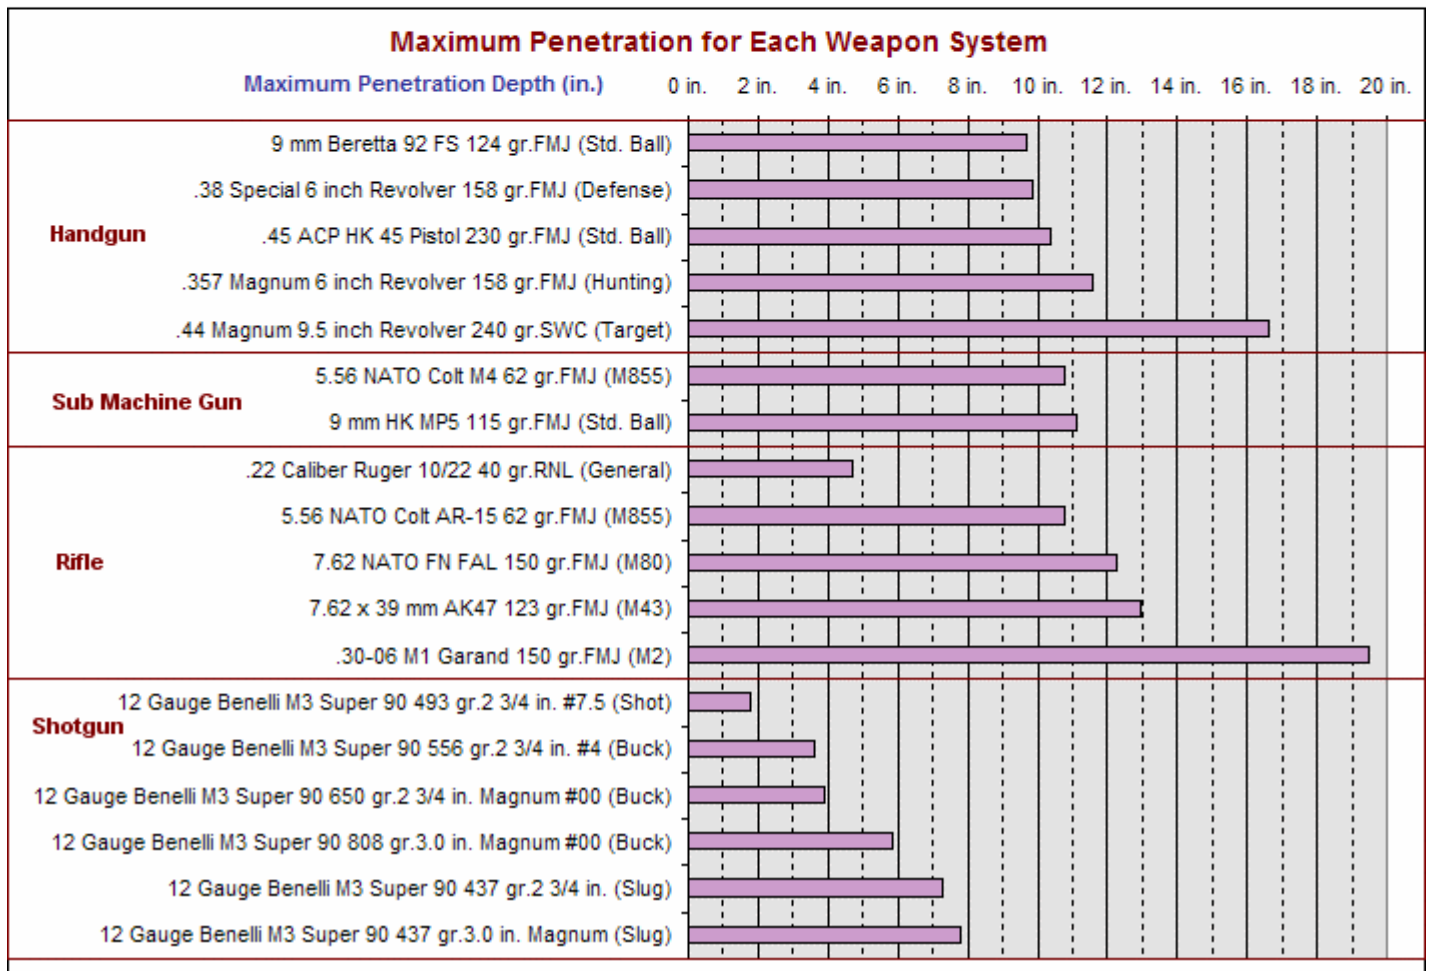 Maximum Penetration for Each Weapon System
Maximum Penetration Depth (in.) 0 in. 2 in. 4 in. 6 in. 8 in. 10 in. 12 in. 14 in. 16 in. 18 in. 20 in.
9 mm Beretta 92 FS 124 gr.FMJ (Std. Ball)
.38 Special 6 inch Revolver 158 gr.FMJ (Defense)
Handgun .45 ACP HK 45 Pistol 230 gr.FMJ (Std. Ball)
.357 Magnum 6 inch Revolver 158 gr.FMJ (Hunting)
.44 Magnum 9.5 inch Revolver 240 gr.SWC (Target)
5.56 NATO Colt M4 62 gr.FMJ (M855)
Sub Machine Gun
9 mm HK MP5 115 gr.FMJ (Std. Ball)
.22 Caliber Ruger 10/22 40 gr.RNL (General)
5.56 NATO Colt AR-15 62 gr.FMJ (M855)
Rifle 7.62 NATO FN FAL 150 gr.FMJ (M80)
7.62 x 39 mm AK47 123 gr.FMJ (M43)
.30-06 M1 Garand 150 gr.FMJ (M2)
12 Gauge Benelli M3 Super 90 493 gr.2 3/4 in. #7.5 (Shot)
Shotgun
12 Gauge Benelli M3 Super 90 556 gr.2 3/4 in. #4 (Buck)
12 Gauge Benelli M3 Super 90 650 gr.2 3/4 in. Magnum #00 (Buck)
12 Gauge Benelli M3 Super 90 808 gr.3.0 in. Magnum #00 (Buck)
12 Gauge Benelli M3 Super 90 437 gr.2 3/4 in. (Slug)
12 Gauge Benelli M3 Super 90 437 gr.3.0 in. Magnum (Slug)